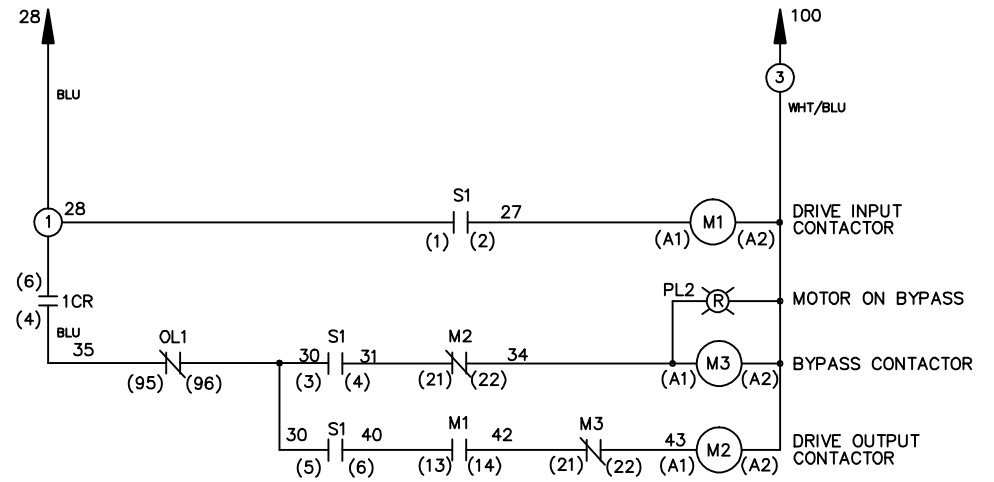 28 100
3
BLU
WHT/BLU
S1
1 28 27 M1 DRIVE INPUT
(1) (2) (A1) (A2) CONTACTOR
(6)
1CR
(4)
PL2 R MOTOR ON BYPASS
BLU
35 OL1 30 S1 31 M2 34 M3 BYPASS CONTACTOR
(95) (96) (3) (4) (21) (22) (A1) (A2)
30 S1 40 M1 42 M3 43 M2 DRIVE OUTPUT
(5) (6) (13) (14) (21) (22) (A1) (A2) CONTACTOR